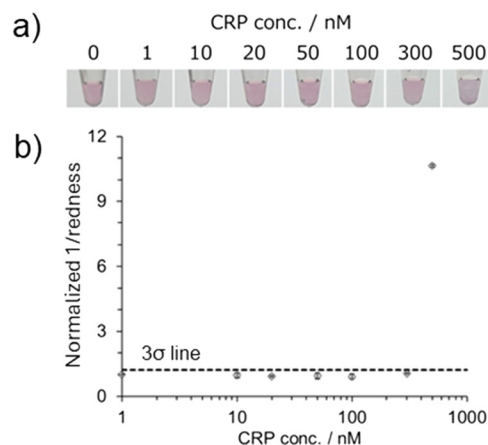 a)
CRP conc. / nM
0 1 10 20 50 100 300 500
b)
Normalized 1/redness
12
9
6
3
0
3σ line
1 10 100 1000
CRP conc. / nM